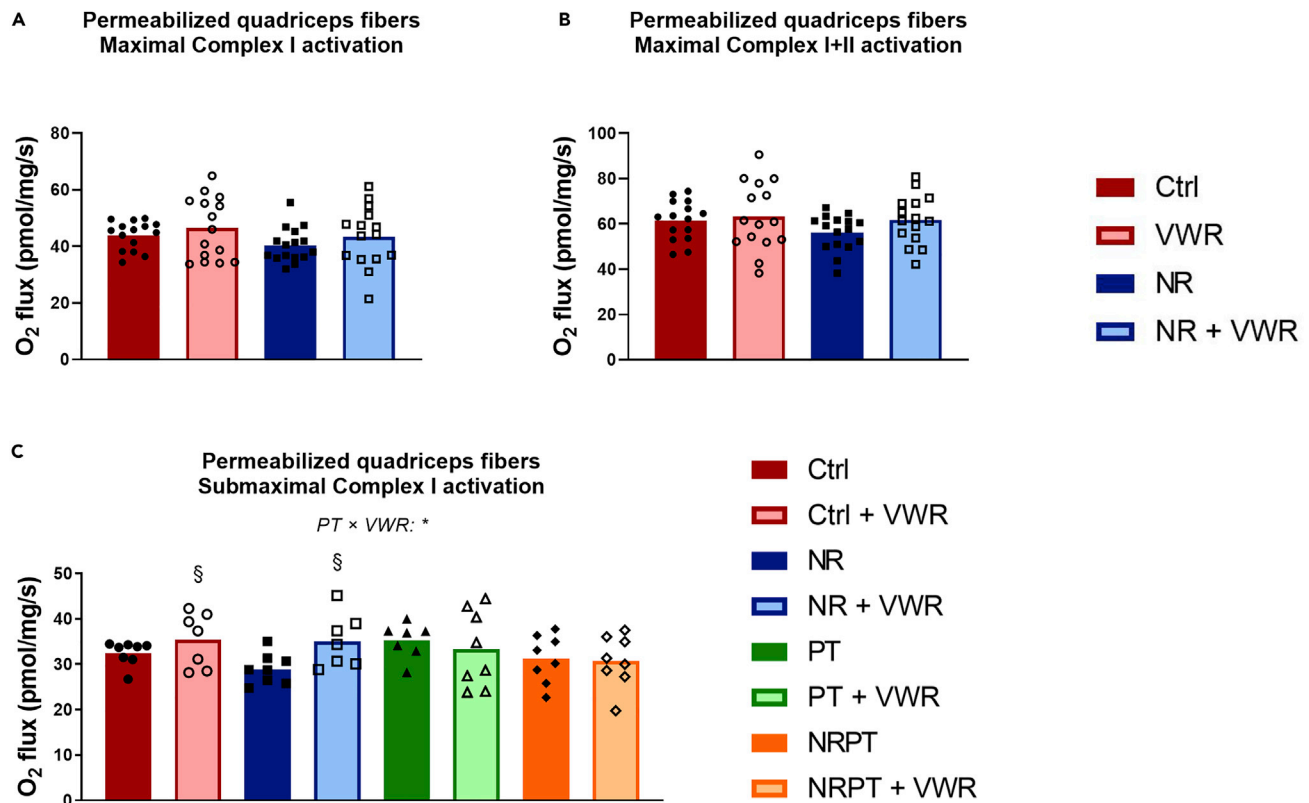 A
Permeabilized quadriceps fibers
Maximal Complex I activation
O₂ flux (pmol/mg/s)
80
60
40
20
0
B
Permeabilized quadriceps fibers
Maximal Complex I+II activation
O₂ flux (pmol/mg/s)
100
80
60
40
20
0
Ctrl
VWR
NR
NR + VWR
C
Permeabilized quadriceps fibers
Submaximal Complex I activation
PT × VWR: *
§ §
O₂ flux (pmol/mg/s)
50
40
30
20
10
0
Ctrl
Ctrl + VWR
NR
NR + VWR
PT
PT + VWR
NRPT
NRPT + VWR